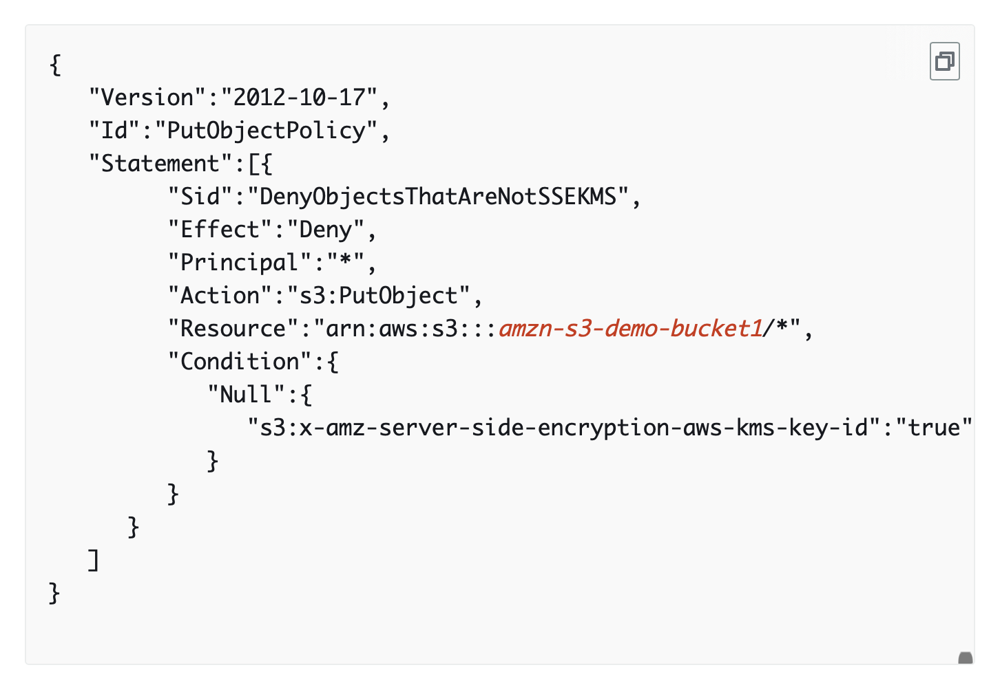 {
   "Version":"2012-10-17",
   "Id":"PutObjectPolicy",
   "Statement":[{
         "Sid":"DenyObjectsThatAreNotSSEKMS",
         "Effect":"Deny",
         "Principal":"*",
         "Action":"s3:PutObject",
         "Resource":"arn:aws:s3:::amzn-s3-demo-bucket1/*",
         "Condition":{
            "Null":{
               "s3:x-amz-server-side-encryption-aws-kms-key-id":"true"
            }
         }
      }
   ]
}